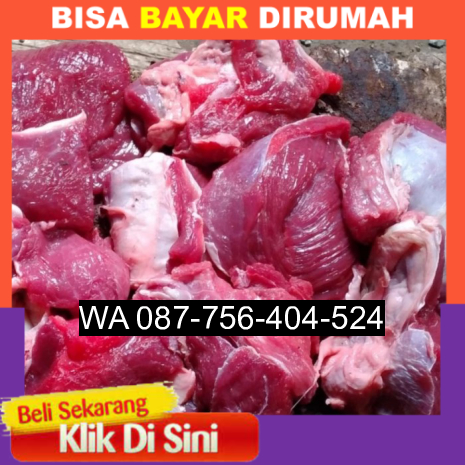 BISA BAYAR DIRUMAH
WA 087-756-404-524
Beli Sekarang
Klik Di Sini